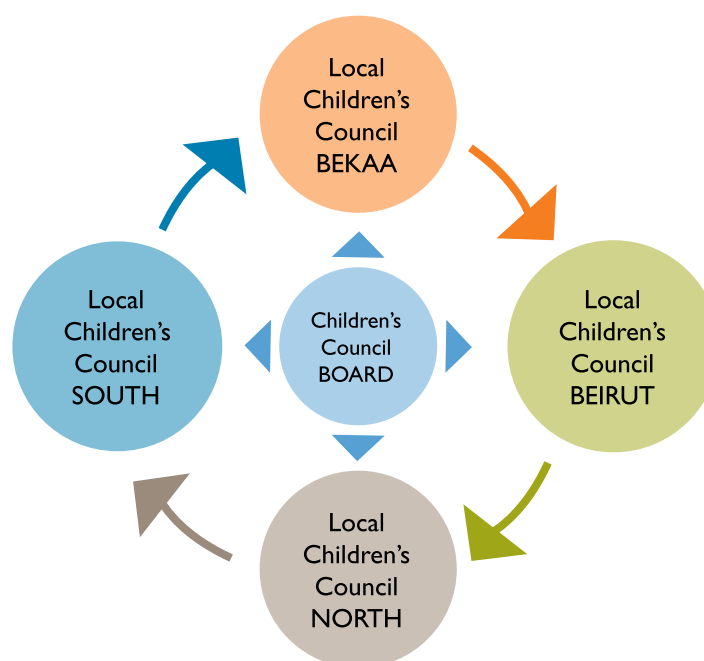 Local
Children's
Council
BEKAA
Local
Children's
Council
SOUTH
Children's
Council
BOARD
Local
Children's
Council
BEIRUT
Local
Children's
Council
NORTH